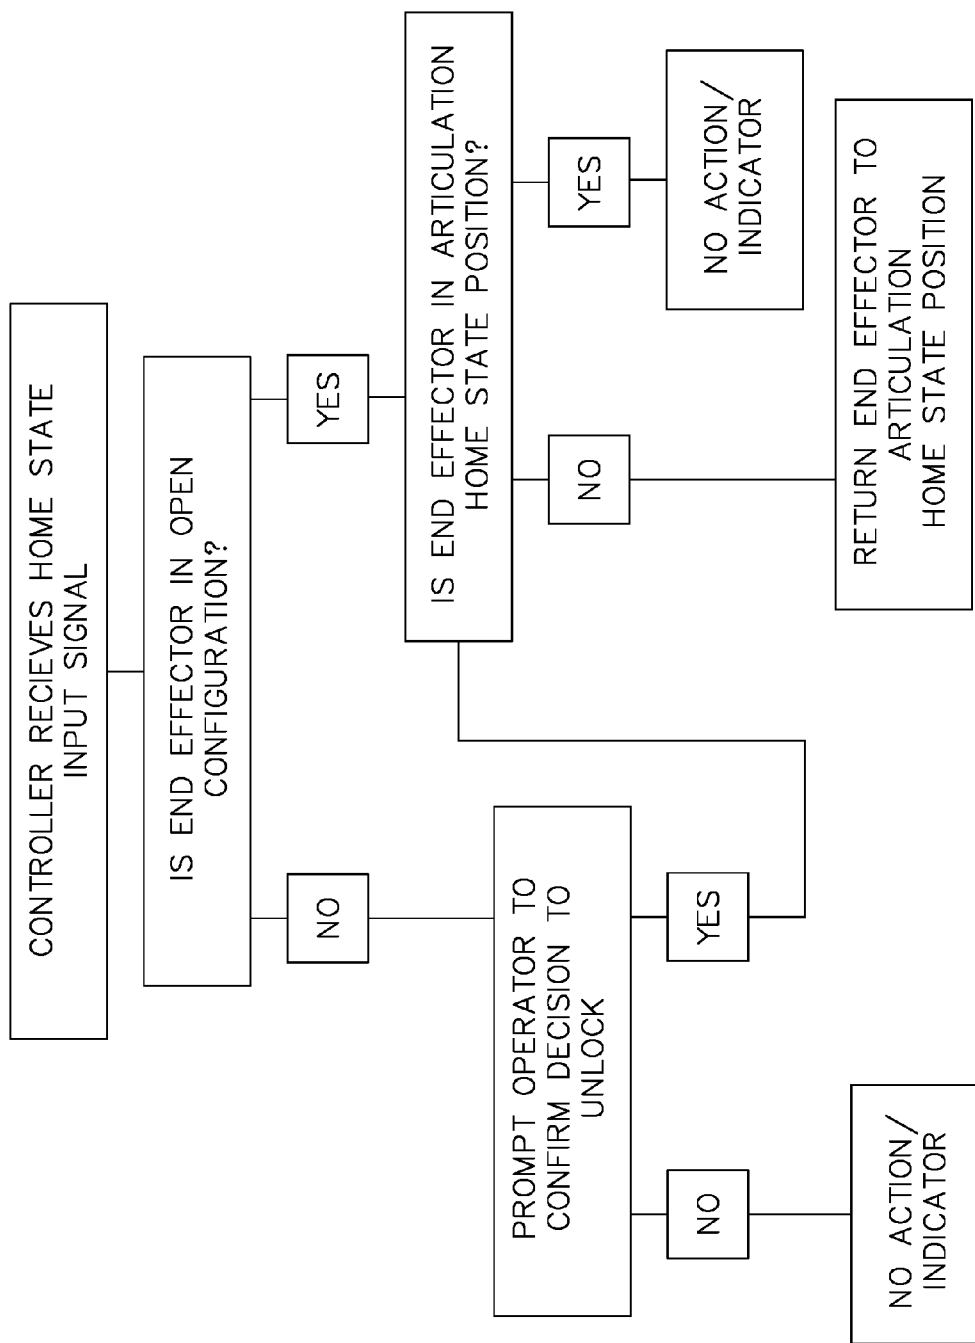 CONTROLLER RECIEVES HOME STATE
INPUT SIGNAL
IS END EFFECTOR IN OPEN
CONFIGURATION?
NO
YES
PROMPT OPERATOR TO
CONFIRM DECISION TO
UNLOCK
IS END EFFECTOR IN ARTICULATION
HOME STATE POSITION?
NO
YES
NO
YES
NO ACTION/
INDICATOR
RETURN END EFFECTOR TO
ARTICULATION
HOME STATE POSITION
NO ACTION/
INDICATOR